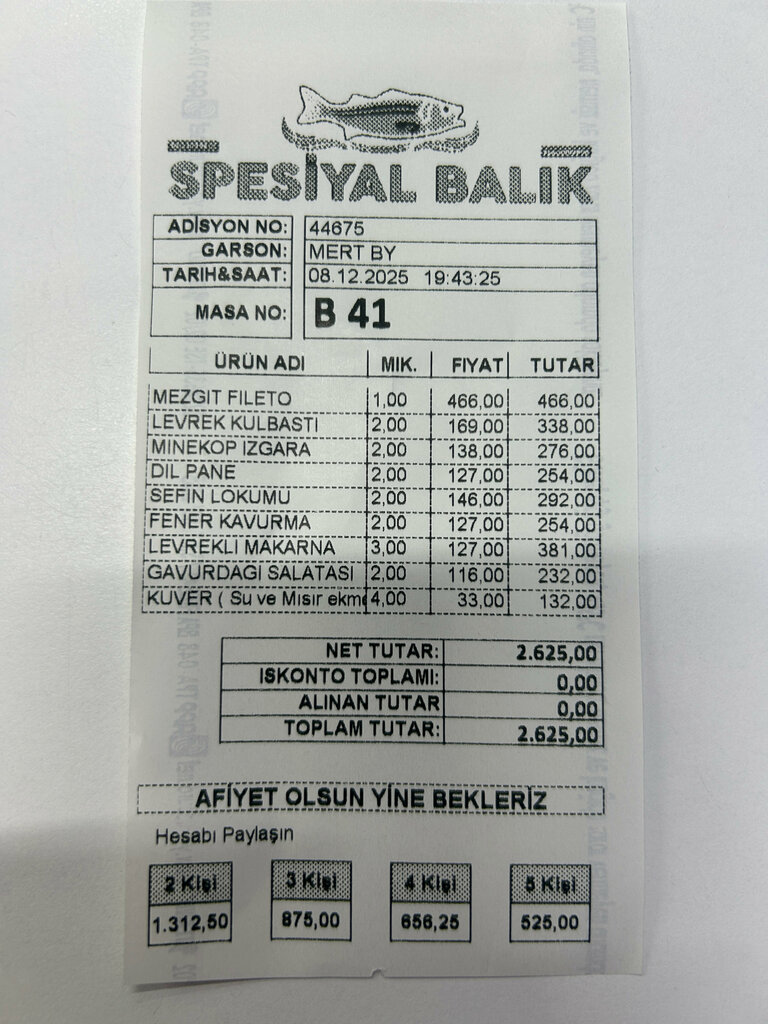 SPESİYAL BALIK
ADİSYON NO: 44675
GARSON: MERT BY
TARIH&SAAT: 08.12.2025 19:43:25
MASA NO: B 41
ÜRÜN ADI MIK. FIYAT TUTAR
MEZGIT FILETO 1,00 466,00 466,00
LEVREK KULBASTI 2,00 169,00 338,00
MINEKOP IZGARA 2,00 138,00 276,00
DIL PANE 2,00 127,00 254,00
SEFIN LOKUMU 2,00 146,00 292,00
FENER KAVURMA 2,00 127,00 254,00
LEVREKLI MAKARNA 3,00 127,00 381,00
GAVURDAGI SALATASI 2,00 116,00 232,00
KUVER ( Su ve Mısır ekme 4,00 33,00 132,00
NET TUTAR: 2.625,00
ISKONTO TOPLAMI: 0,00
ALINAN TUTAR 0,00
TOPLAM TUTAR: 2.625,00
AFİYET OLSUN YİNE BEKLERİZ
Hesabı Paylaşın
2 Kişi 3 Kişi 4 Kişi 5 Kişi
1.312,50 875,00 656,25 525,00